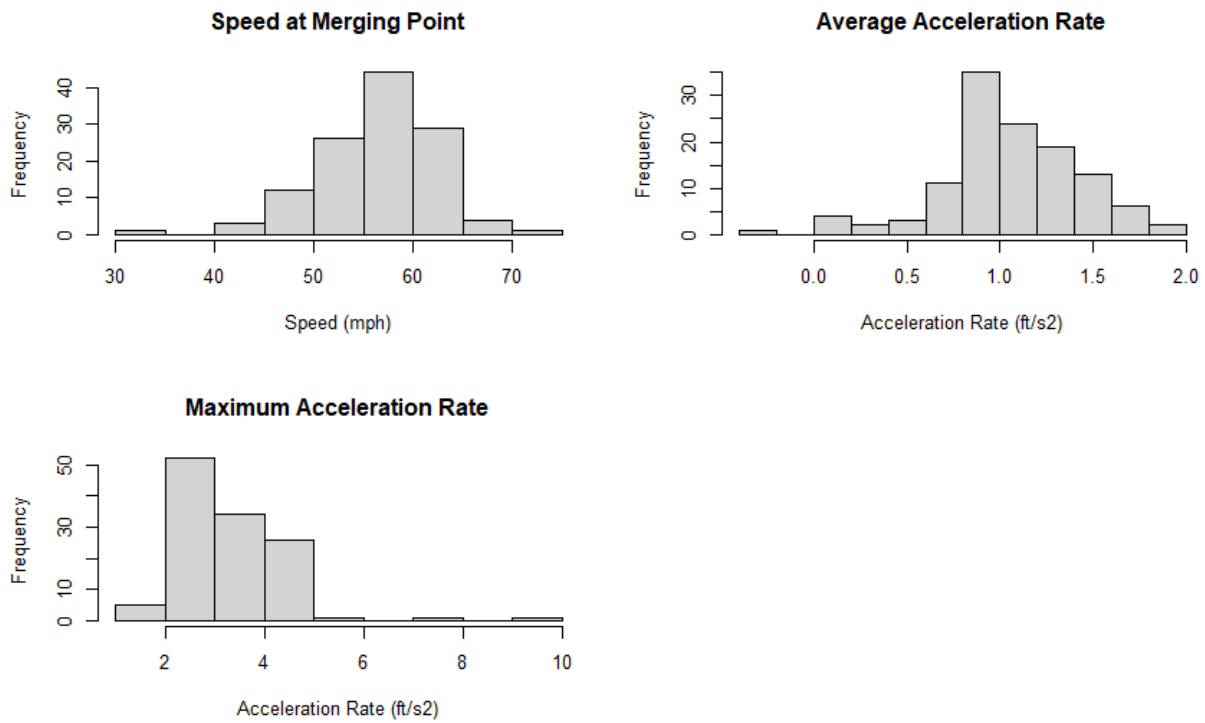 Speed at Merging Point
Frequency
0 10 20 30 40
30 40 50 60 70
Speed (mph)
Average Acceleration Rate
Frequency
0 10 20 30
0.0 0.5 1.0 1.5 2.0
Acceleration Rate (ft/s2)
Maximum Acceleration Rate
Frequency
0 10 30 50
2 4 6 8 10
Acceleration Rate (ft/s2)